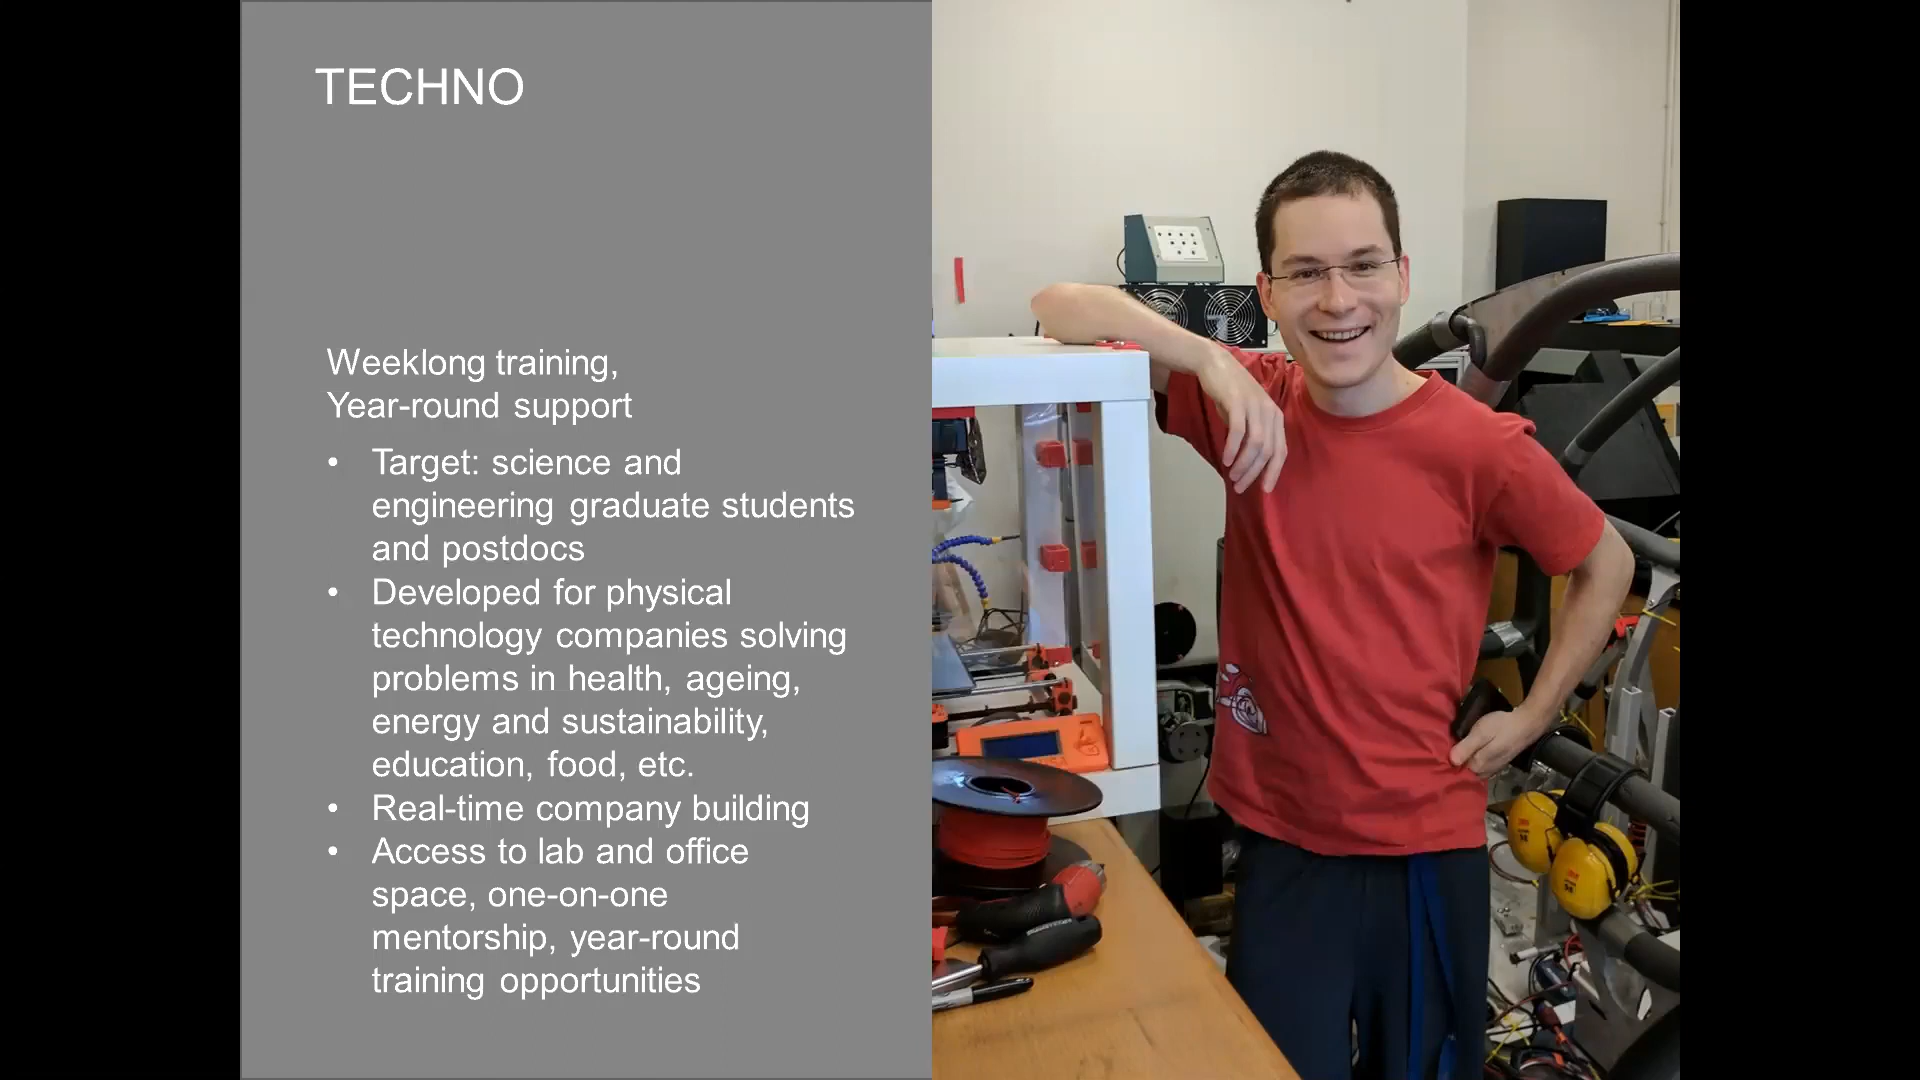 TECHNO
Weeklong training,
Year-round support
• Target: science and
engineering graduate students
and postdocs
• Developed for physical
technology companies solving
problems in health, ageing,
energy and sustainability,
education, food, etc.
• Real-time company building
• Access to lab and office
space, one-on-one
mentorship, year-round
training opportunities
3M
3M